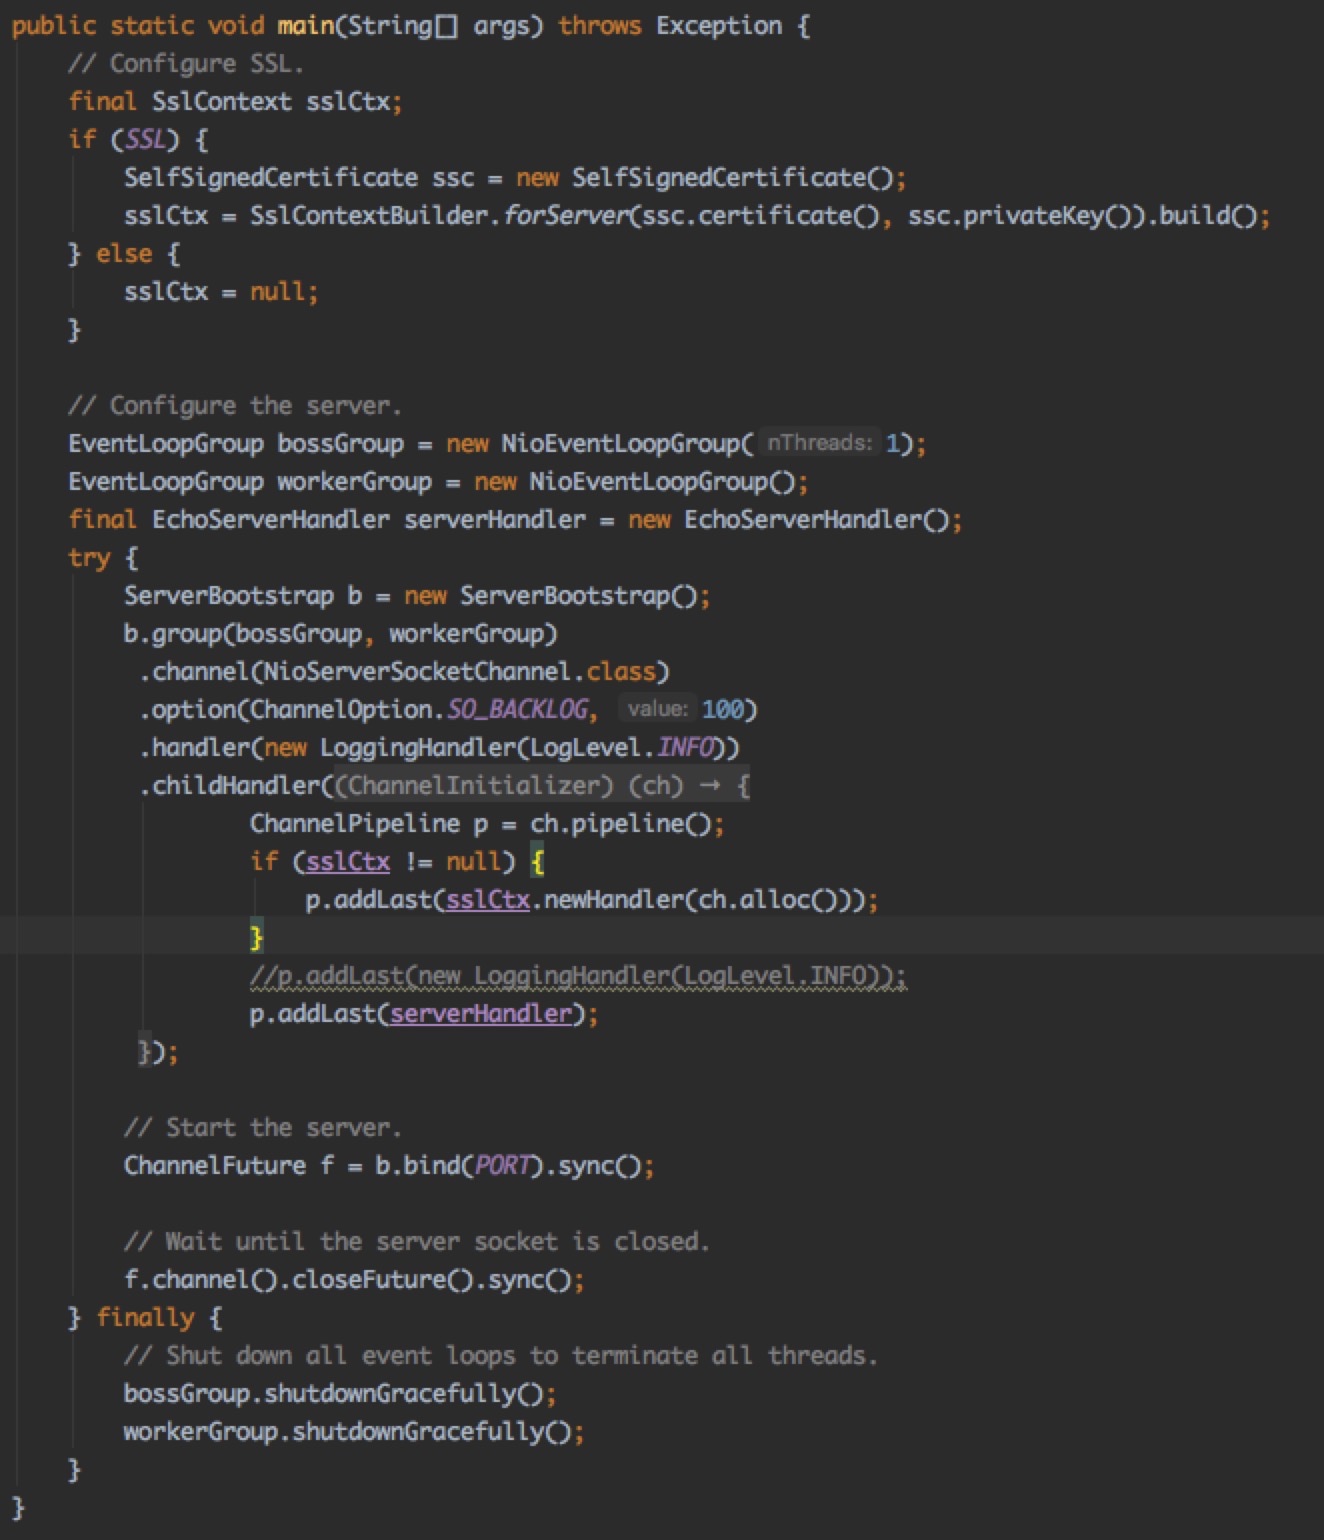 public static void main(String[] args) throws Exception {
    // Configure SSL.
    final SslContext sslCtx;
    if (SSL) {
        SelfSignedCertificate ssc = new SelfSignedCertificate();
        sslCtx = SslContextBuilder.forServer(ssc.certificate(), ssc.privateKey()).build();
    } else {
        sslCtx = null;
    }

    // Configure the server.
    EventLoopGroup bossGroup = new NioEventLoopGroup( nThreads: 1);
    EventLoopGroup workerGroup = new NioEventLoopGroup();
    final EchoServerHandler serverHandler = new EchoServerHandler();
    try {
        ServerBootstrap b = new ServerBootstrap();
        b.group(bossGroup, workerGroup)
         .channel(NioServerSocketChannel.class)
         .option(ChannelOption.SO_BACKLOG, value: 100)
         .handler(new LoggingHandler(LogLevel.INFO))
         .childHandler((ChannelInitializer) (ch) → {
                 ChannelPipeline p = ch.pipeline();
                 if (sslCtx != null) {
                     p.addLast(sslCtx.newHandler(ch.alloc()));
                 }
                 //p.addLast(new LoggingHandler(LogLevel.INFO));
                 p.addLast(serverHandler);
         });

        // Start the server.
        ChannelFuture f = b.bind(PORT).sync();

        // Wait until the server socket is closed.
        f.channel().closeFuture().sync();
    } finally {
        // Shut down all event loops to terminate all threads.
        bossGroup.shutdownGracefully();
        workerGroup.shutdownGracefully();
    }
}